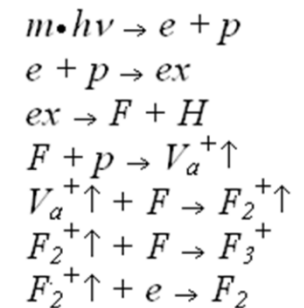 m•hν → e + p
e + p → ex
ex → F + H
F + p → Vₐ⁺↑
Vₐ⁺↑ + F → F₂⁺↑
F₂⁺↑ + F → F₃⁺
F₂⁺↑ + e → F₂